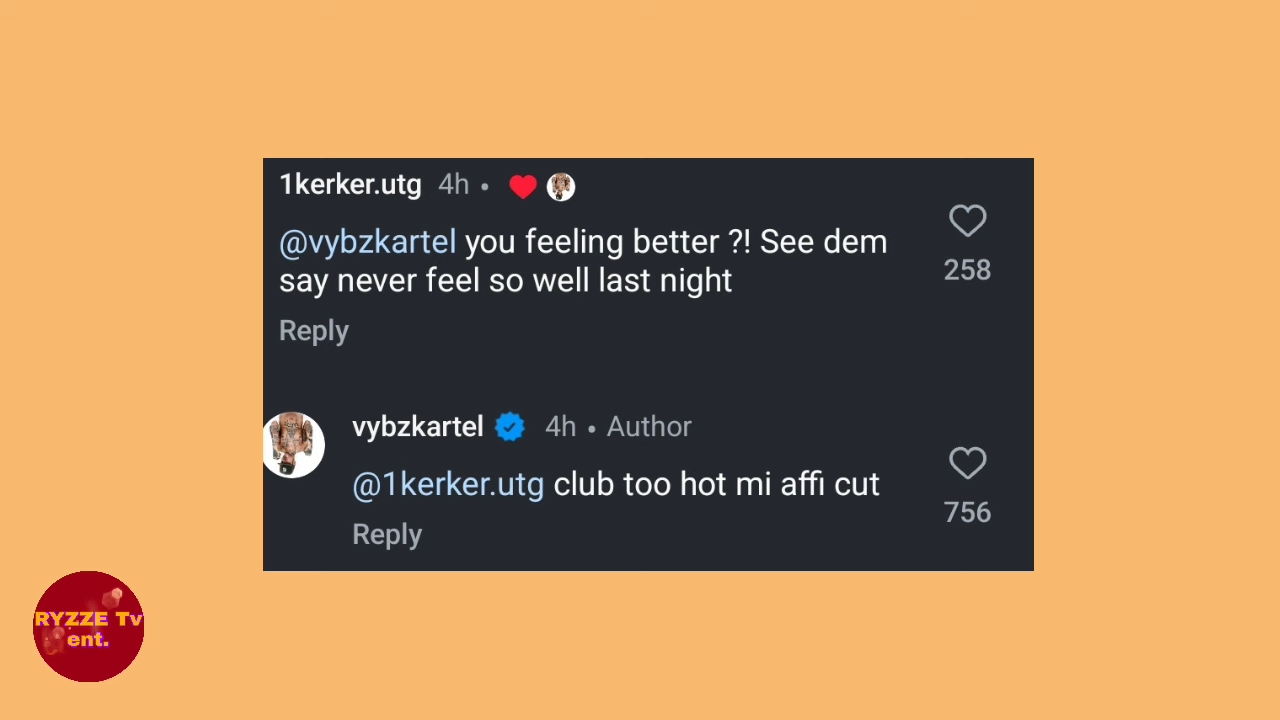 1kerker.utg 4h •
@vybzkartel you feeling better ?! See dem
say never feel so well last night
258
Reply
vybzkartel 4h • Author
@1kerker.utg club too hot mi affi cut
756
Reply
RYZZE Tv
ent.